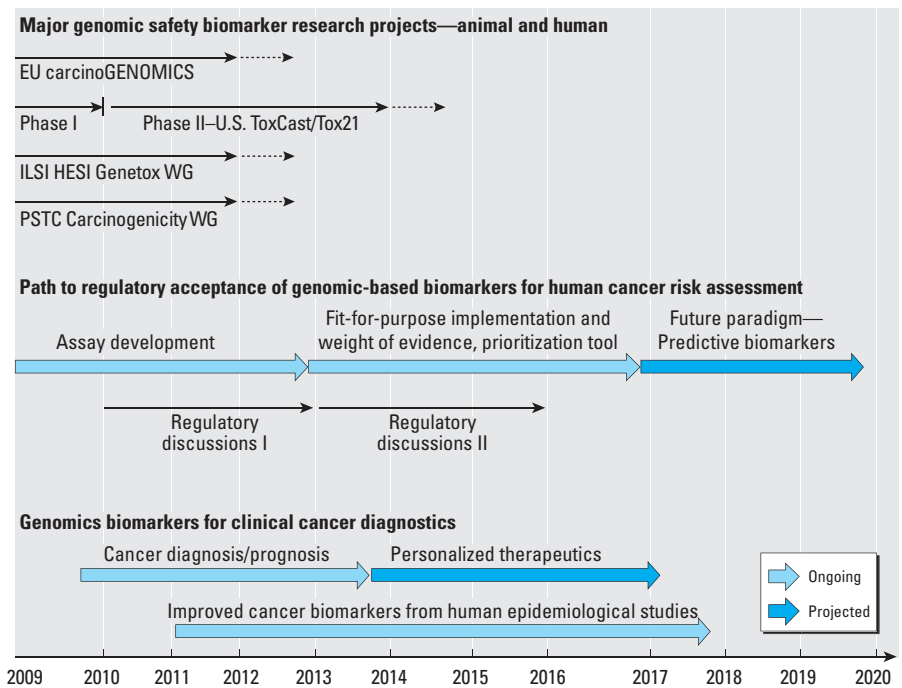 Major genomic safety biomarker research projects—animal and human
EU carcinoGENOMICS
Phase I
Phase II–U.S. ToxCast/Tox21
ILSI HESI Genetox WG
PSTC Carcinogenicity WG
Path to regulatory acceptance of genomic-based biomarkers for human cancer risk assessment
Assay development
Fit-for-purpose implementation and
weight of evidence, prioritization tool
Future paradigm—
Predictive biomarkers
Regulatory
discussions I
Regulatory
discussions II
Genomics biomarkers for clinical cancer diagnostics
Cancer diagnosis/prognosis
Personalized therapeutics
Improved cancer biomarkers from human epidemiological studies
Ongoing
Projected
2009 2010 2011 2012 2013 2014 2015 2016 2017 2018 2019 2020